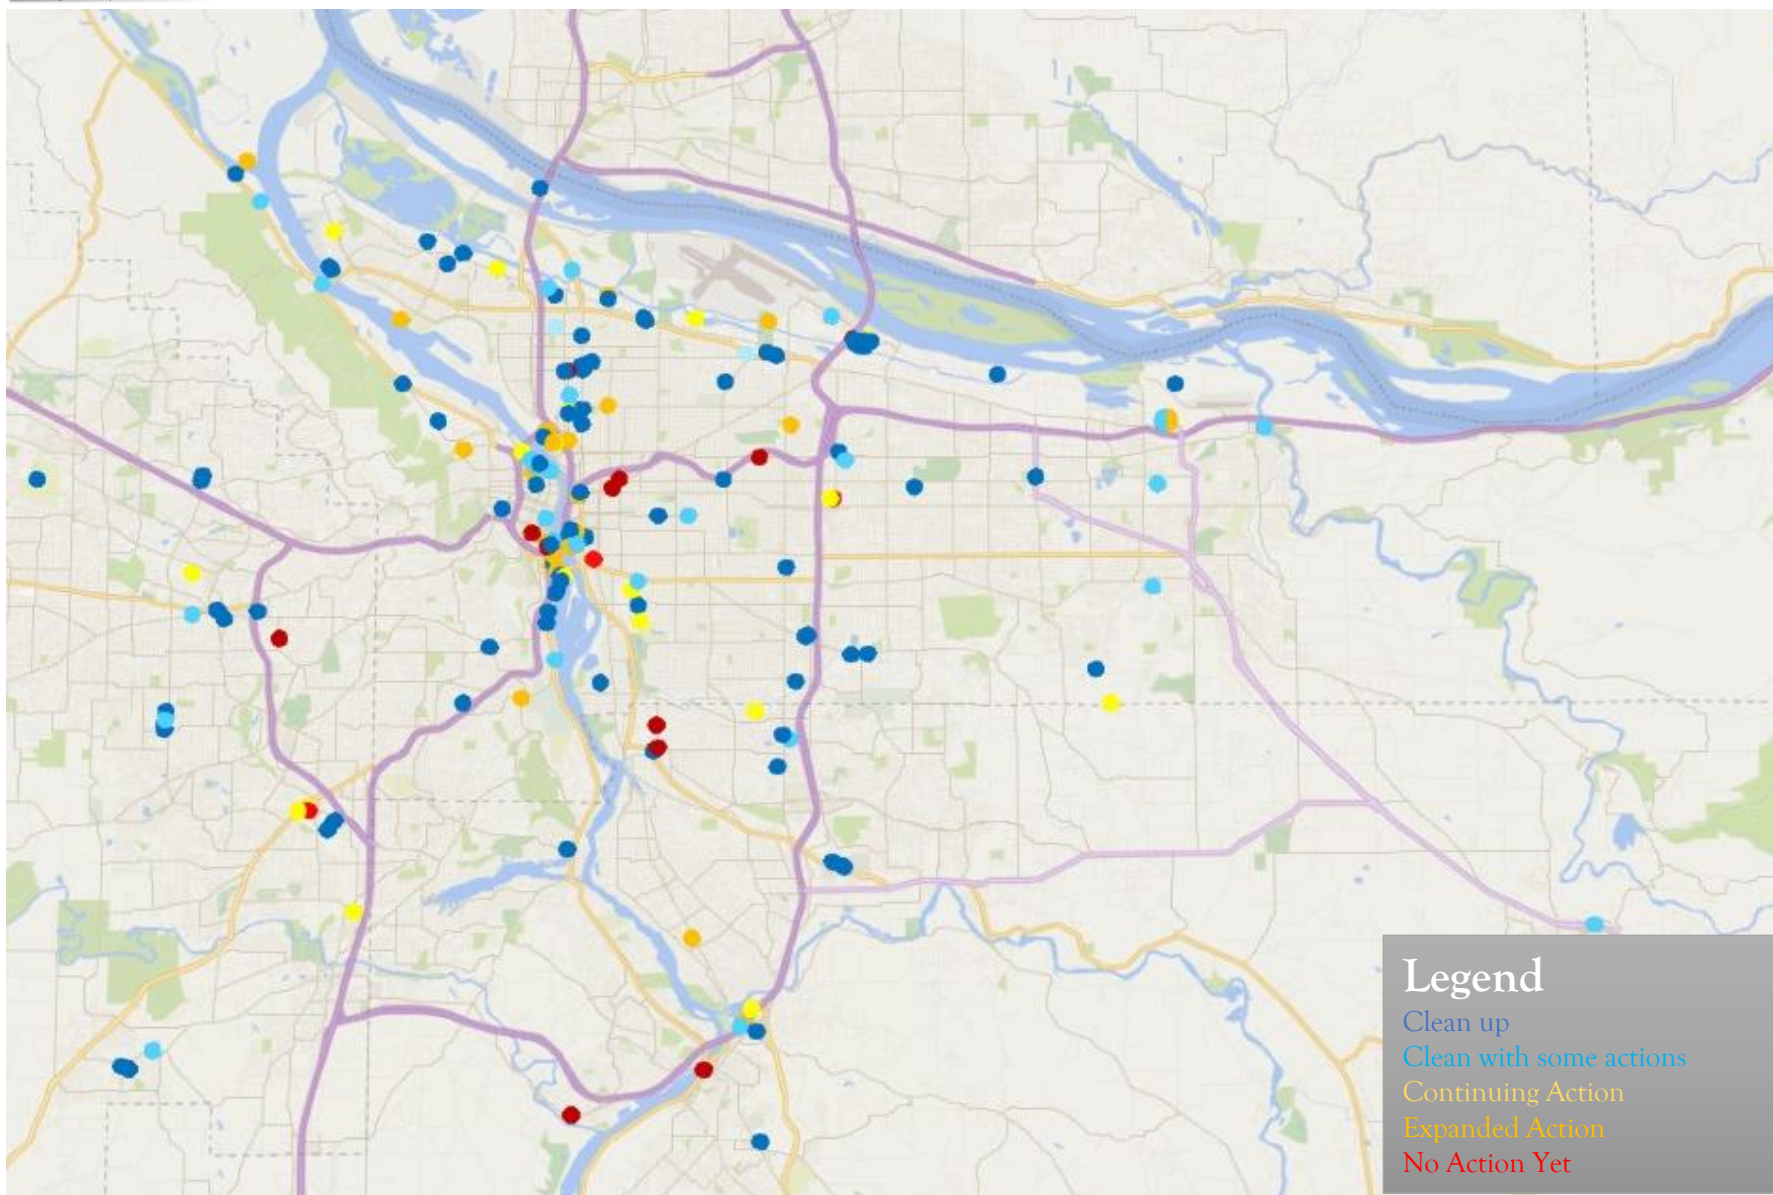 Legend
Clean up
Clean with some actions
Continuing Action
Expanded Action
No Action Yet